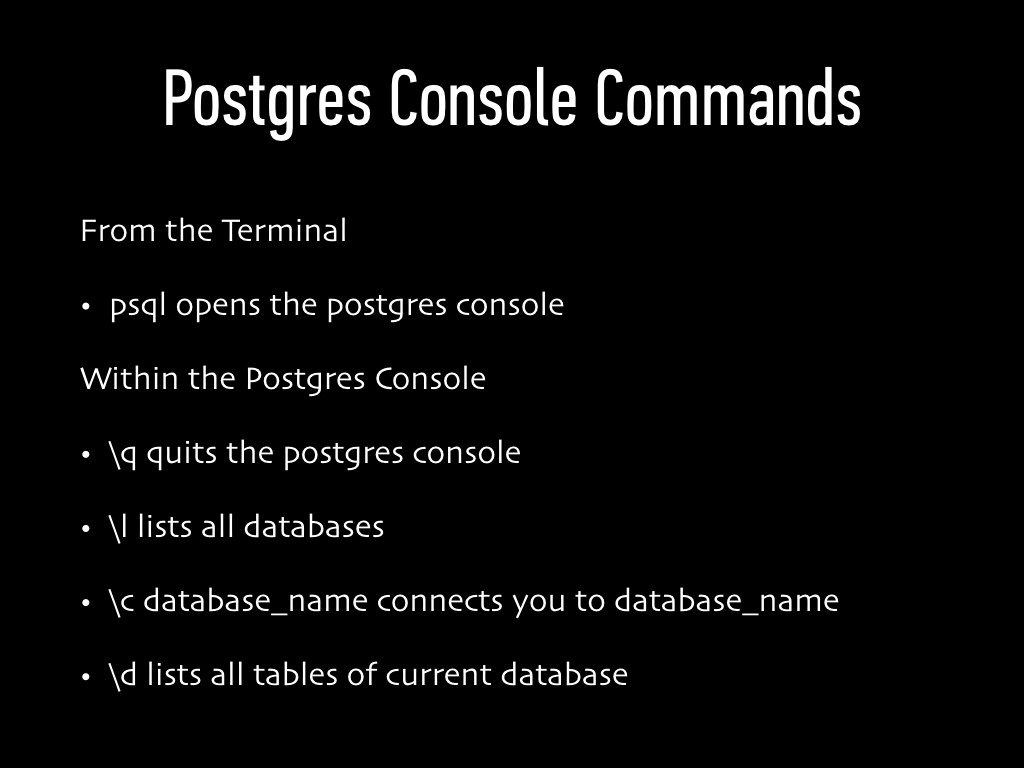 Postgres Console Commands
From the Terminal
• psql opens the postgres console
Within the Postgres Console
• \q quits the postgres console
• \l lists all databases
• \c database_name connects you to database_name
• \d lists all tables of current database